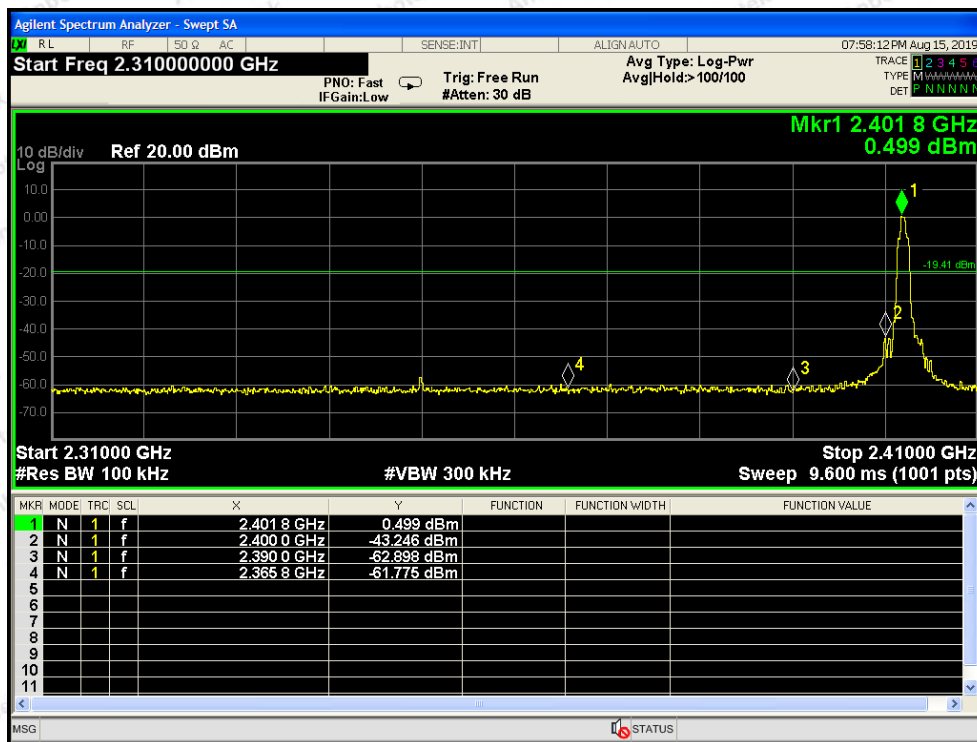 Agilent Spectrum Analyzer - Swept SA
LXI RL RF 50 Ω AC SENSE:INT ALIGN AUTO 07:58:12 PM Aug 15, 2019
Start Freq 2.310000000 GHz
PNO: Fast
IFGain:Low
Trig: Free Run
#Atten: 30 dB
Avg Type: Log-Pwr
Avg|Hold:>100/100
TRACE 1 2 3 4 5 6
TYPE M
DET P N N N N N
Mkr1 2.401 8 GHz
0.499 dBm
10 dB/div Ref 20.00 dBm
Log
10.0
0.00
-10.0
-20.0
-30.0
-40.0
-50.0
-60.0
-70.0
1
-19.41 dBm
2
4
3
Start 2.31000 GHz Stop 2.41000 GHz
#Res BW 100 kHz #VBW 300 kHz Sweep 9.600 ms (1001 pts)
MKR MODE TRC SCL X Y FUNCTION FUNCTION WIDTH FUNCTION VALUE
1 N 1 f 2.401 8 GHz 0.499 dBm
2 N 1 f 2.400 0 GHz -43.246 dBm
3 N 1 f 2.390 0 GHz -62.898 dBm
4 N 1 f 2.365 8 GHz -61.775 dBm
5
6
7
8
9
10
11
MSG STATUS